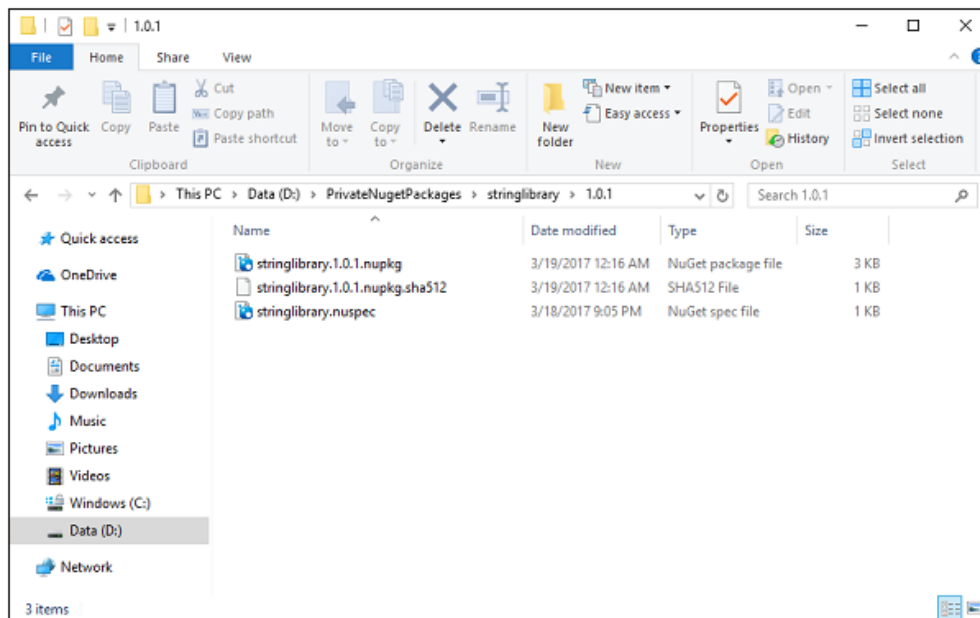 1.0.1
File Home Share View
Pin to Quick access
Copy
Paste
Cut
Copy path
Paste shortcut
Clipboard
Move to
Copy to
Delete
Rename
Organize
New folder
New item
Easy access
New
Properties
Open
Edit
History
Open
Select all
Select none
Invert selection
Select
This PC > Data (D:) > PrivateNugetPackages > stringlibrary > 1.0.1
Search 1.0.1
Quick access
OneDrive
This PC
Desktop
Documents
Downloads
Music
Pictures
Videos
Windows (C:)
Data (D:)
Network
Name Date modified Type Size
stringlibrary.1.0.1.nupkg 3/19/2017 12:16 AM NuGet package file 3 KB
stringlibrary.1.0.1.nupkg.sha512 3/19/2017 12:16 AM SHA512 File 1 KB
stringlibrary.nuspec 3/18/2017 9:05 PM NuGet spec file 1 KB
3 items